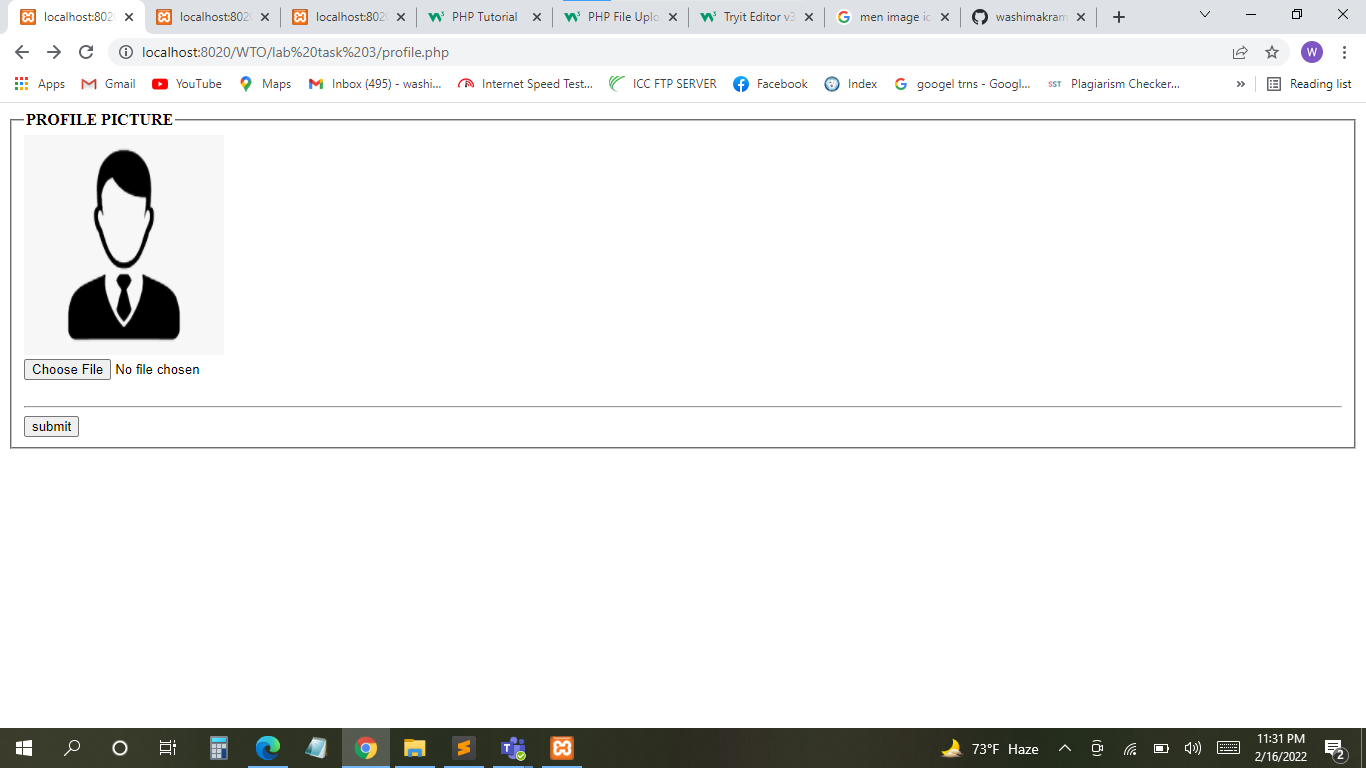 localhost:802 localhost:802 localhost:802 PHP Tutorial PHP File Uplo Tryit Editor v3 men image ic washimakram
localhost:8020/WTO/lab%20task%203/profile.php W
Apps Gmail YouTube Maps Inbox (495) - washi... Internet Speed Test... ICC FTP SERVER Facebook Index googel trns - Googl... SST Plagiarism Checker... » Reading list
PROFILE PICTURE
Choose File No file chosen
submit
73°F Haze 11:31 PM
2/16/2022 2